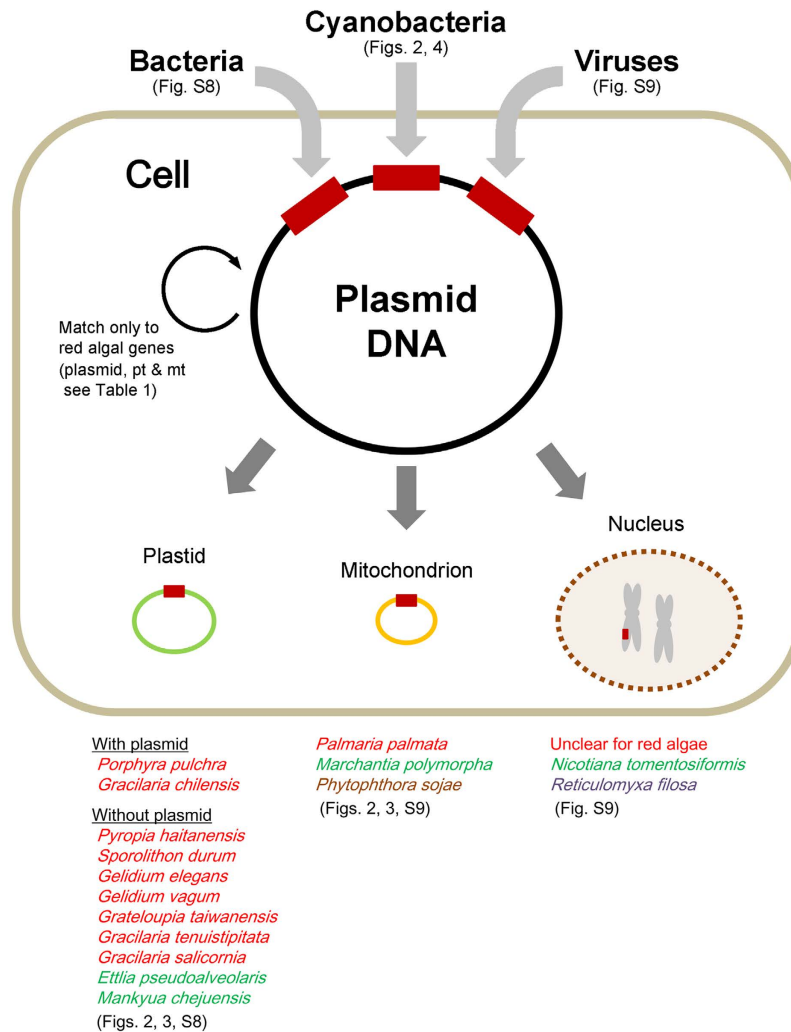 Cyanobacteria
(Figs. 2, 4)
Bacteria
(Fig. S8)
Viruses
(Fig. S9)
Cell
Plasmid
DNA
Match only to
red algal genes
(plasmid, pt & mt
see Table 1)
Plastid
Mitochondrion
Nucleus
With plasmid
Porphyra pulchra
Gracilaria chilensis
Without plasmid
Pyropia haitanensis
Sporolithon durum
Gelidium elegans
Gelidium vagum
Grateloupia taiwanensis
Gracilaria tenuistipitata
Gracilaria salicornia
Ettlia pseudoalveolaris
Mankyua chejuensis
(Figs. 2, 3, S8)
Palmaria palmata
Marchantia polymorpha
Phytophthora sojae
(Figs. 2, 3, S9)
Unclear for red algae
Nicotiana tomentosiformis
Reticulomyxa filosa
(Fig. S9)